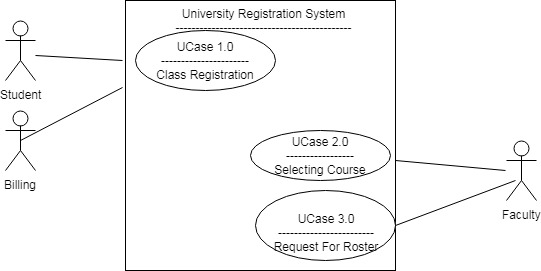 University Registration System
UCase 1.0
Class Registration
Student
Billing
UCase 2.0
Selecting Course
UCase 3.0
Request For Roster
Faculty